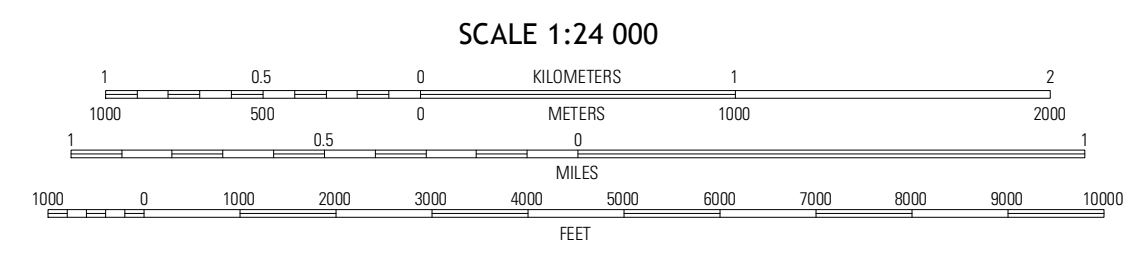 SCALE 1:24 000
1 0.5 0 KILOMETERS 1 2
1000 500 0 METERS 1000 2000
1 0.5 0 1
MILES
1000 0 1000 2000 3000 4000 5000 6000 7000 8000 9000 10000
FEET